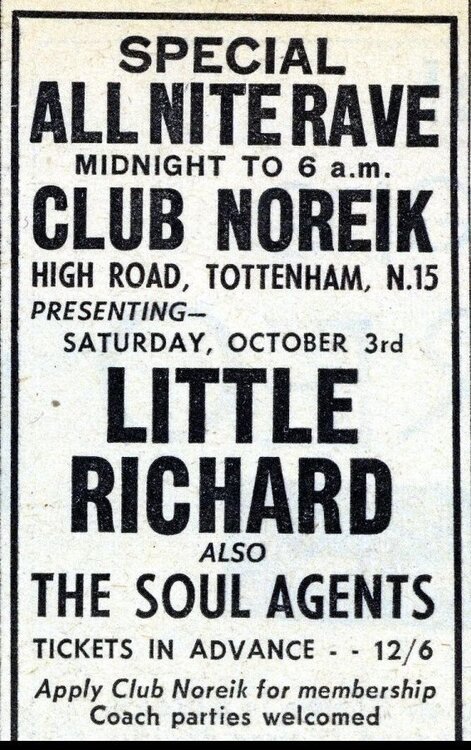 SPECIAL
ALL NITE RAVE
MIDNIGHT TO 6 a.m.
CLUB NOREIK
HIGH ROAD, TOTTENHAM, N.15
PRESENTING—
SATURDAY, OCTOBER 3rd
LITTLE
RICHARD
ALSO
THE SOUL AGENTS
TICKETS IN ADVANCE - - 12/6
Apply Club Noreik for membership
Coach parties welcomed